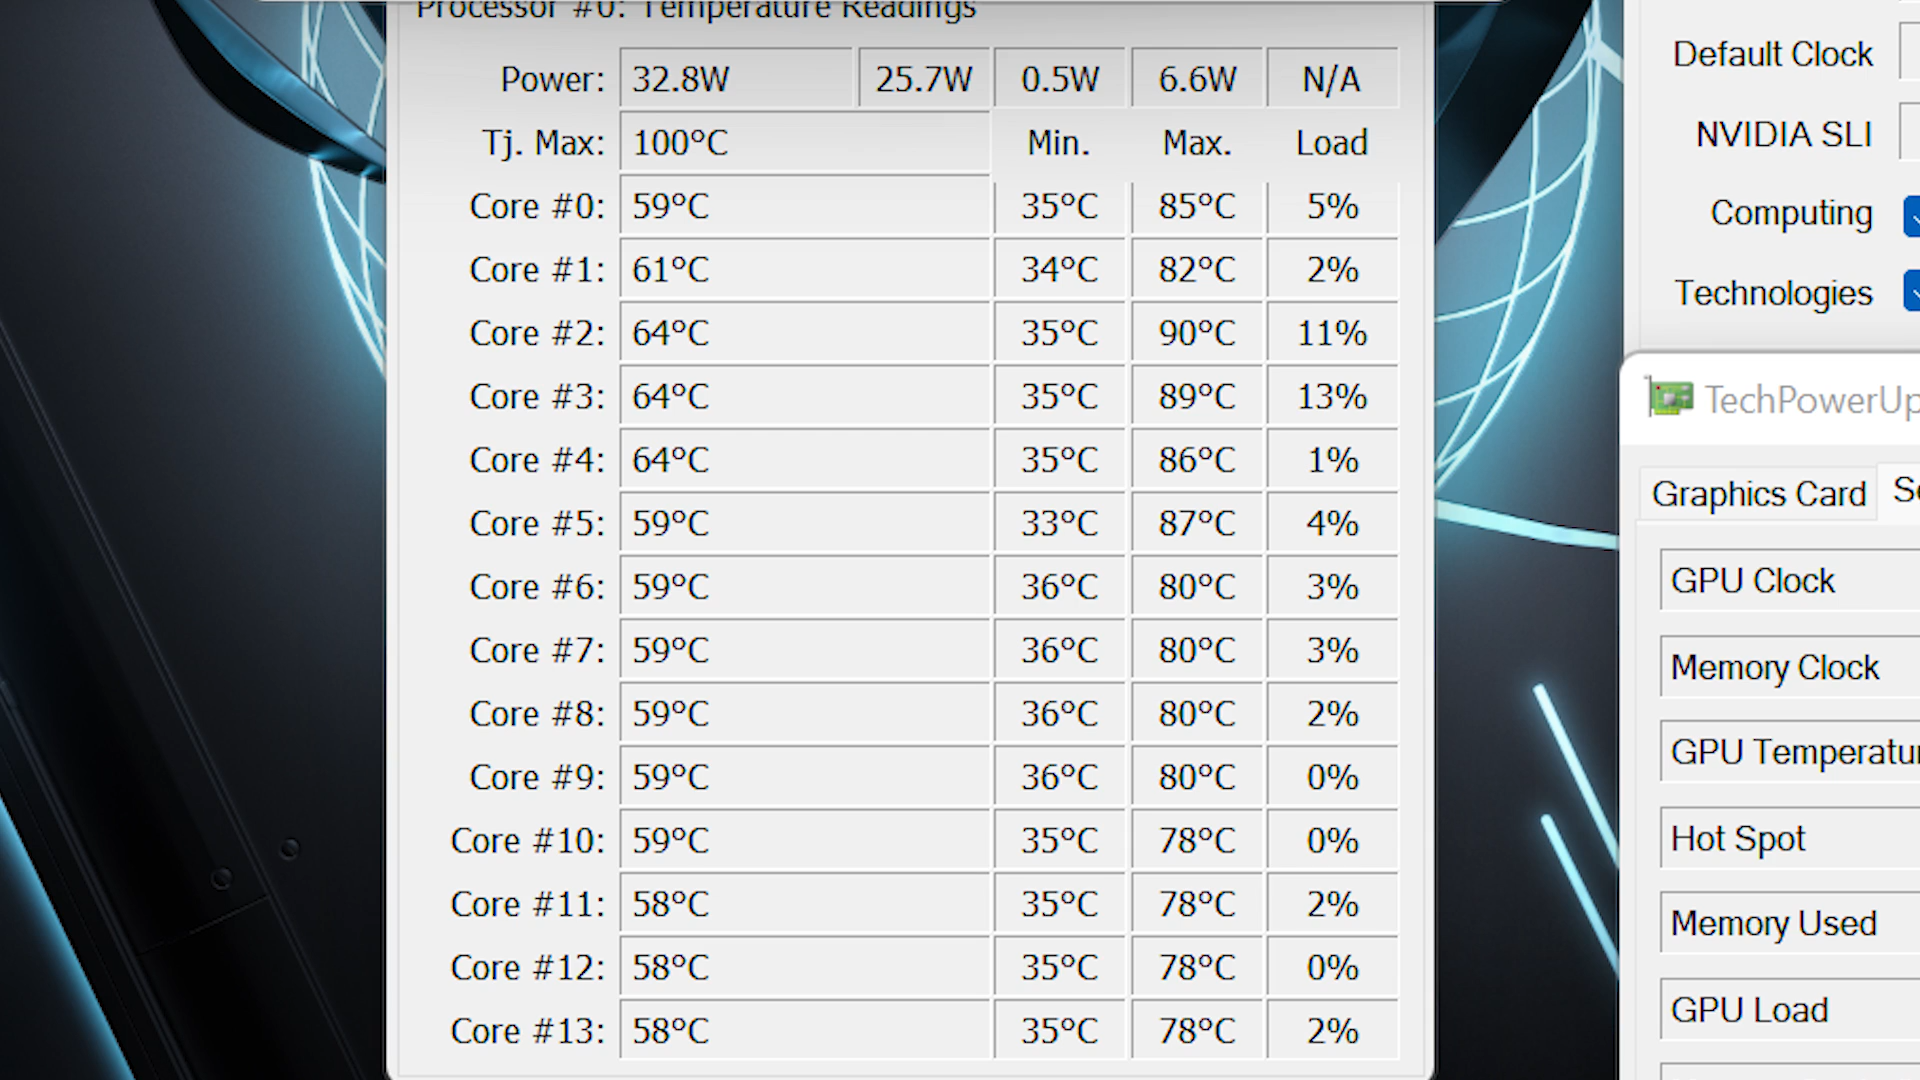 Processor #0: Temperature Readings
Power: 32.8W 25.7W 0.5W 6.6W N/A
Tj. Max: 100°C Min. Max. Load
Core #0: 59°C 35°C 85°C 5%
Core #1: 61°C 34°C 82°C 2%
Core #2: 64°C 35°C 90°C 11%
Core #3: 64°C 35°C 89°C 13%
Core #4: 64°C 35°C 86°C 1%
Core #5: 59°C 33°C 87°C 4%
Core #6: 59°C 36°C 80°C 3%
Core #7: 59°C 36°C 80°C 3%
Core #8: 59°C 36°C 80°C 2%
Core #9: 59°C 36°C 80°C 0%
Core #10: 59°C 35°C 78°C 0%
Core #11: 58°C 35°C 78°C 2%
Core #12: 58°C 35°C 78°C 0%
Core #13: 58°C 35°C 78°C 2%
Default Clock
NVIDIA SLI
Computing
Technologies
TechPowerUp
Graphics Card
GPU Clock
Memory Clock
GPU
Hot Spot
Memory Used
GPU Load